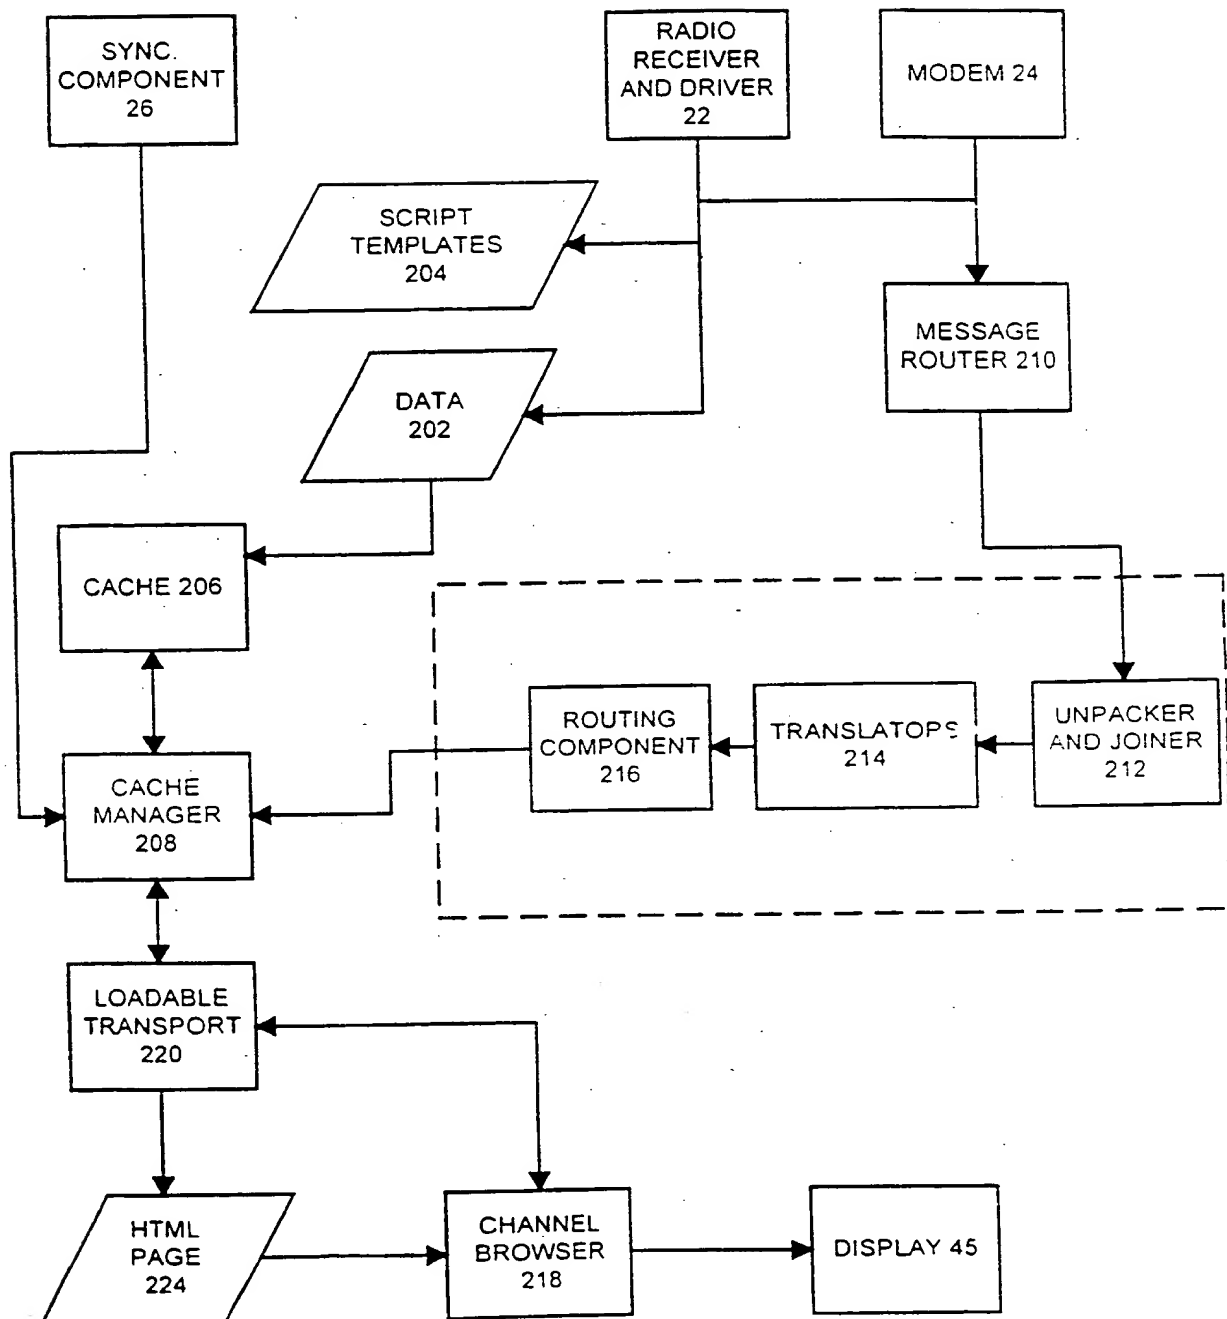 SYNC.
COMPONENT
26
RADIO
RECEIVER
AND DRIVER
22
MODEM 24
SCRIPT
TEMPLATES
204
MESSAGE
ROUTER 210
DATA
202
CACHE 206
ROUTING
COMPONENT
216
TRANSLATOPS
214
UNPACKER
AND JOINER
212
CACHE
MANAGER
208
LOADABLE
TRANSPORT
220
HTML
PAGE
224
CHANNEL
BROWSER
218
DISPLAY 45